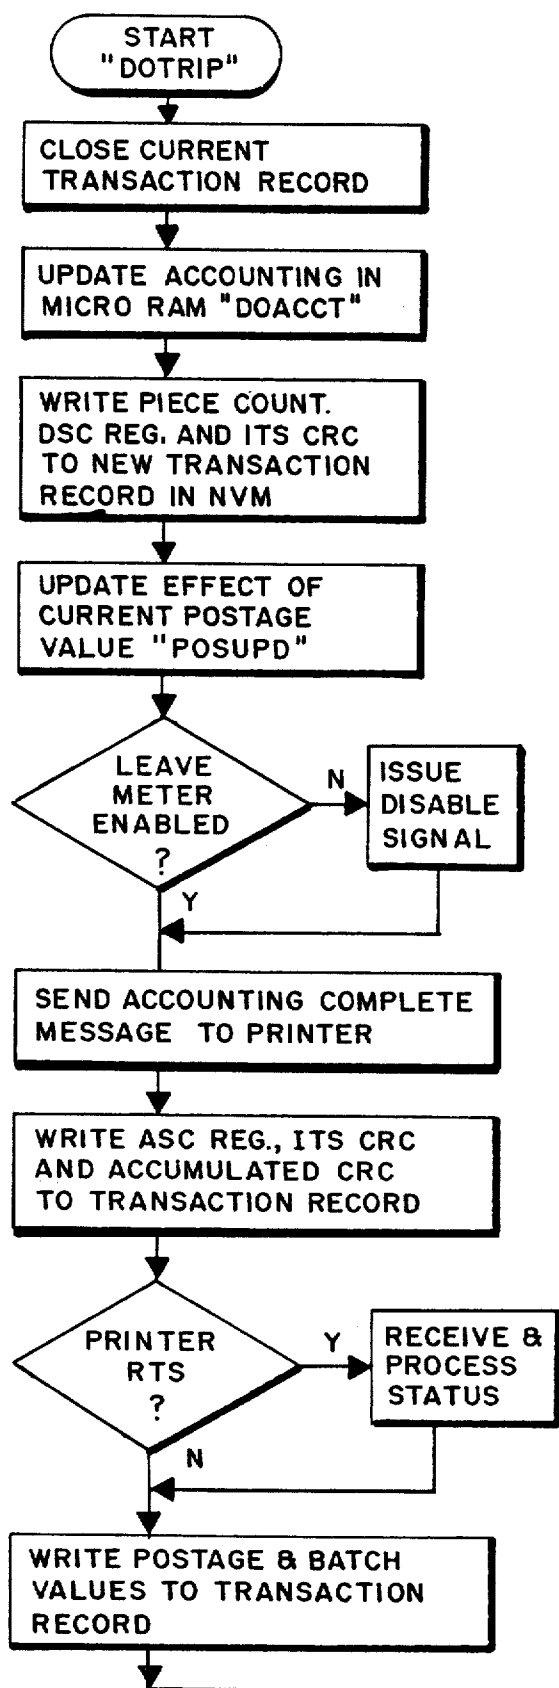 START
"DOTRIP"
CLOSE CURRENT
TRANSACTION RECORD
UPDATE ACCOUNTING IN
MICRO RAM "DOACCT"
WRITE PIECE COUNT.
DSC REG. AND ITS CRC
TO NEW TRANSACTION
RECORD IN NVM
UPDATE EFFECT OF
CURRENT POSTAGE
VALUE "POSUPD"
LEAVE
METER
ENABLED
?
N
ISSUE
DISABLE
SIGNAL
Y
SEND ACCOUNTING COMPLETE
MESSAGE TO PRINTER
WRITE ASC REG., ITS CRC
AND ACCUMULATED CRC
TO TRANSACTION RECORD
PRINTER
RTS
?
Y
RECEIVE &
PROCESS
STATUS
N
WRITE POSTAGE & BATCH
VALUES TO TRANSACTION
RECORD